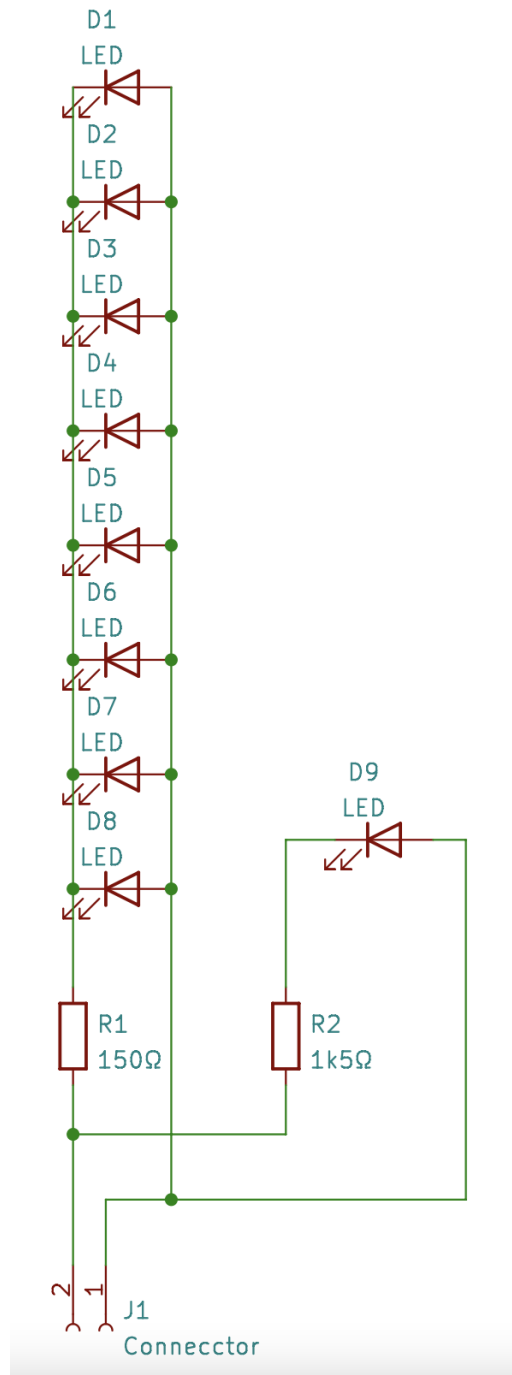 D1
LED
D2
LED
D3
LED
D4
LED
D5
LED
D6
LED
D7
LED
D8
LED
D9
LED
R1
150Ω
R2
1k5Ω
2
1
J1
Connecctor